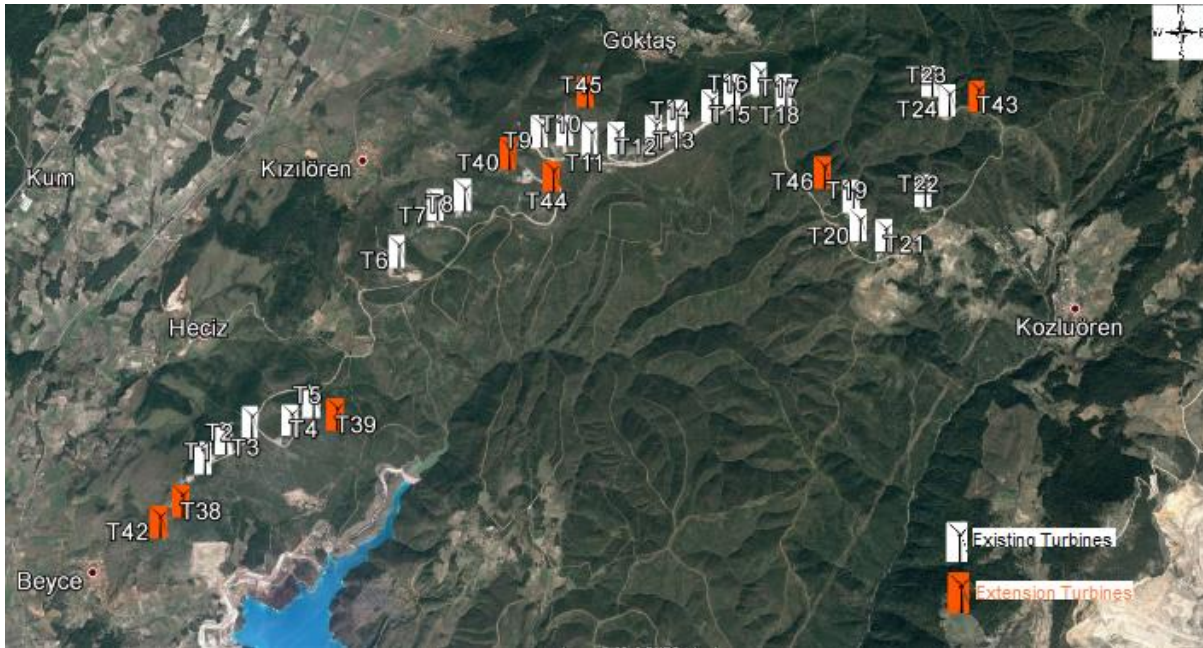 N
W E
S
Göktaş
T45
T16
T17
T23
T14
T15
T18
T24
T43
T10
T9
T12
T13
T11
T40
Kızılören
Kum
T44
T46
T19
T22
T8
T7
T20
T21
T6
Heciz
Kozluören
T5
T39
T4
T2
T3
T1
T38
T42
Existing Turbines
Beyce
Extension Turbines